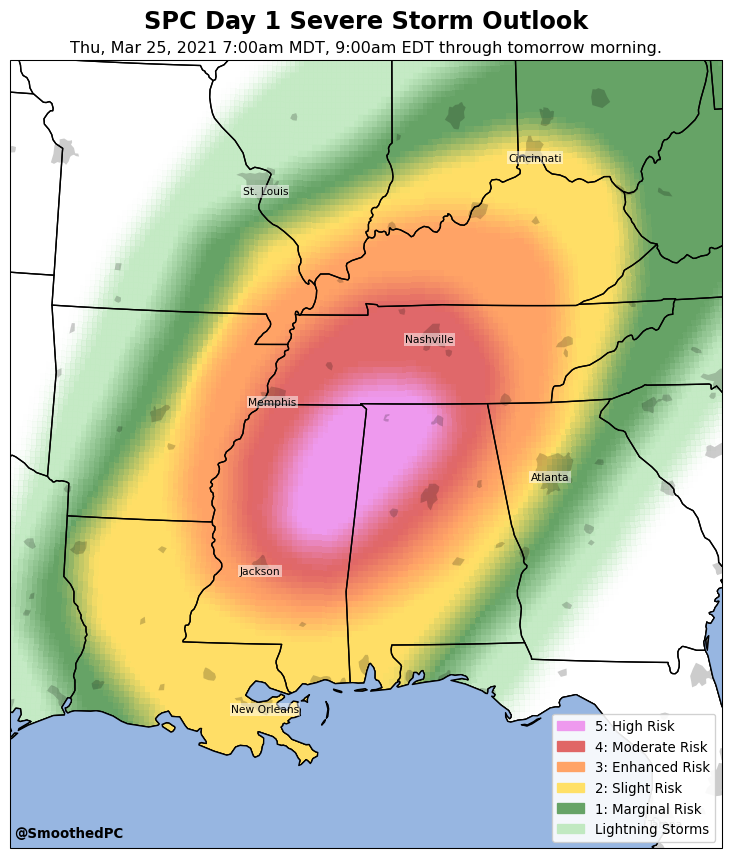 SPC Day 1 Severe Storm Outlook
Thu, Mar 25, 2021 7:00am MDT, 9:00am EDT through tomorrow morning.
Cincinnati
St. Louis
Nashville
Memphis
Atlanta
Jackson
New Orleans
5: High Risk
4: Moderate Risk
3: Enhanced Risk
2: Slight Risk
1: Marginal Risk
Lightning Storms
@SmoothedPC